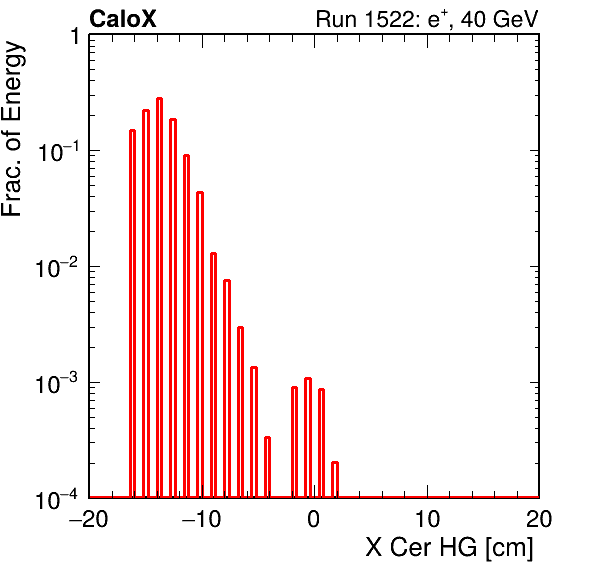 CaloX
Run 1522: e⁺, 40 GeV
Frac. of Energy
1
10⁻¹
10⁻²
10⁻³
10⁻⁴
−20
−10
0
10
20
X Cer HG [cm]